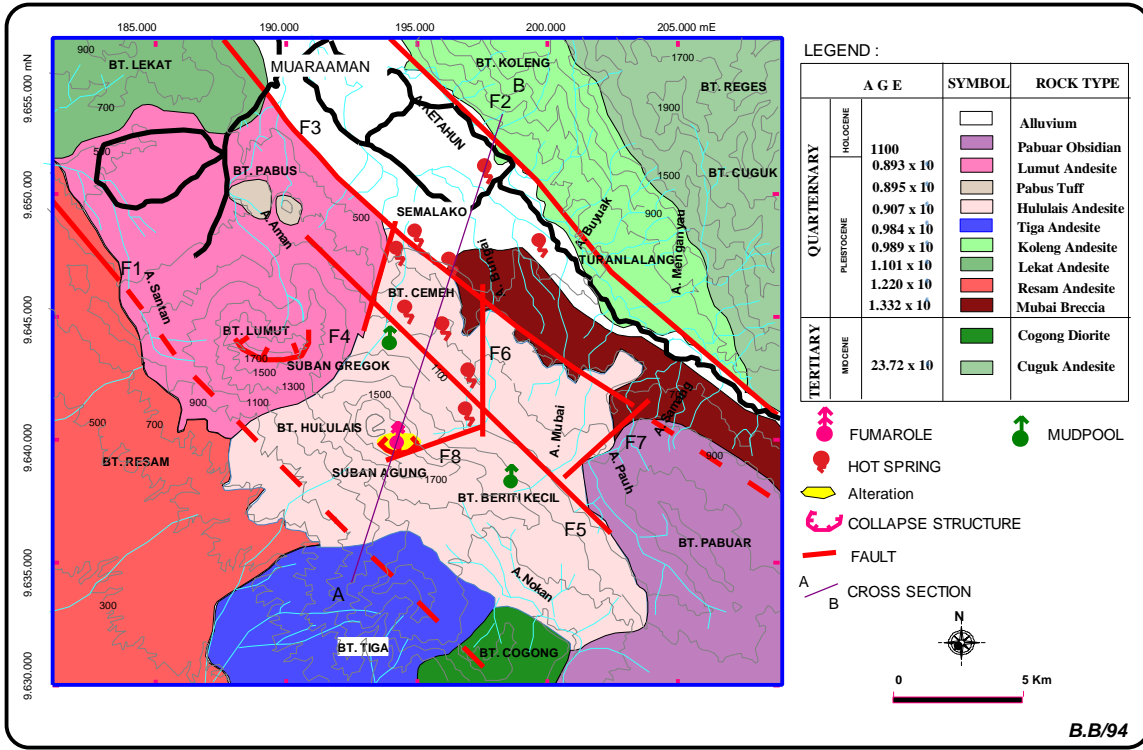 185.000 190.000 195.000 200.000 205.000 mE
9.655.000 mN
9.650.000
9.645.000
9.640.000
9.635.000
9.630.000
900
BT. LEKAT
700
500
MUARAAMAN
BT. KOLENG
B
F2
1700
BT. REGES
1900
A. KETAHUN
F3
BT. PABUS
A. Aman
500
SEMALAKO
1500
BT. CUGUK
900
A. Buyuak
TURANLALANG
A. Menganyau
F1
A. Santan
BT. CEMEH
BT. LUMUT
F4
1700
1500
1300
1100
900
SUBAN GREGOK
F6
1100
1500
500
700
BT. HULULAIS
BT. RESAM
A. Mubai
A. Samang
F7
900
A. Pauh
F8
SUBAN AGUNG
1700
BT. BERITI KECIL
F5
BT. PABUAR
A. Nokan
A
300
BT. TIGA
BT. COGONG
LEGEND :
A G E SYMBOL ROCK TYPE
QUARTERNARY
HOLOCENE
PLEISTOCENE
Alluvium
1100 Pabuar Obsidian
0.893 x 10 Lumut Andesite
0.895 x 10 Pabus Tuff
0.907 x 10 Hululais Andesite
0.984 x 10 Tiga Andesite
0.989 x 10 Koleng Andesite
1.101 x 10 Lekat Andesite
1.220 x 10 Resam Andesite
1.332 x 10 Mubai Breccia
TERTIARY
MIOCENE
Cogong Diorite
23.72 x 10 Cuguk Andesite
FUMAROLE
MUDPOOL
HOT SPRING
Alteration
COLLAPSE STRUCTURE
FAULT
A
B
CROSS SECTION
N
0 5 Km
B.B/94